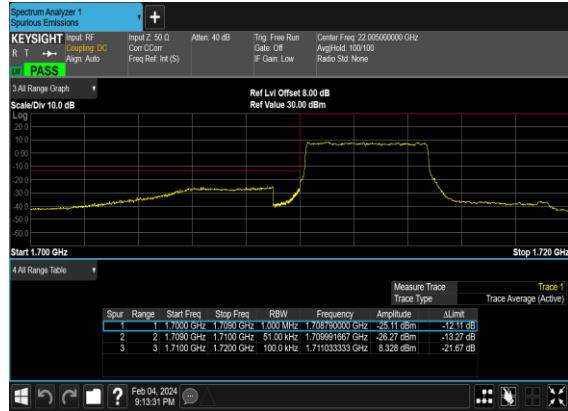 Spectrum Analyzer 1
Spurious Emissions
+
KEYSIGHT Input: RF Input Z: 50 Ω Atten: 40 dB Trig: Free Run Center Freq: 22.005000000 GHz
R T Coupling: DC Corr CCorr Gate: Off Avg|Hold: 100/100
Align: Auto Freq Ref: Int (S) IF Gain: Low Radio Std: None
PASS
3 All Range Graph Ref Lvl Offset 8.00 dB
Scale/Div 10.0 dB Ref Value 30.00 dBm
Log
20.0
10.0
0.00
-10.0
-20.0
-30.0
-40.0
-50.0
-60.0
Start 1.700 GHz Stop 1.720 GHz
4 All Range Table
Measure Trace Trace 1
Trace Type Trace Average (Active)
Spur Range Start Freq Stop Freq RBW Frequency Amplitude ΔLimit
1 1 1.7000 GHz 1.7090 GHz 1.000 MHz 1.708790000 GHz -25.11 dBm -12.11 dB
2 2 1.7090 GHz 1.7100 GHz 51.00 kHz 1.709991667 GHz -26.27 dBm -13.27 dB
3 3 1.7100 GHz 1.7200 GHz 100.0 kHz 1.711033333 GHz 8.328 dBm -21.67 dB
? Feb 04, 2024
9:13:31 PM